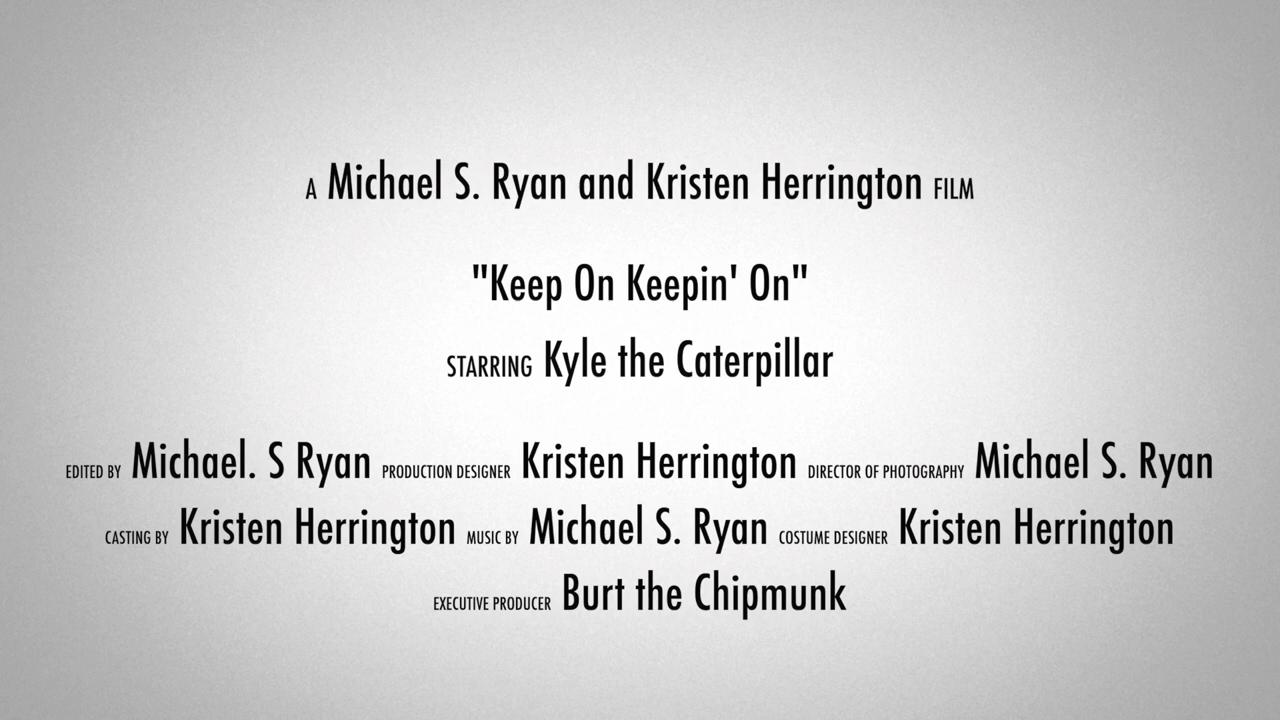 A Michael S. Ryan and Kristen Herrington FILM
"Keep On Keepin' On"
STARRING Kyle the Caterpillar
EDITED BY Michael. S Ryan PRODUCTION DESIGNER Kristen Herrington DIRECTOR OF PHOTOGRAPHY Michael S. Ryan
CASTING BY Kristen Herrington MUSIC BY Michael S. Ryan COSTUME DESIGNER Kristen Herrington
EXECUTIVE PRODUCER Burt the Chipmunk